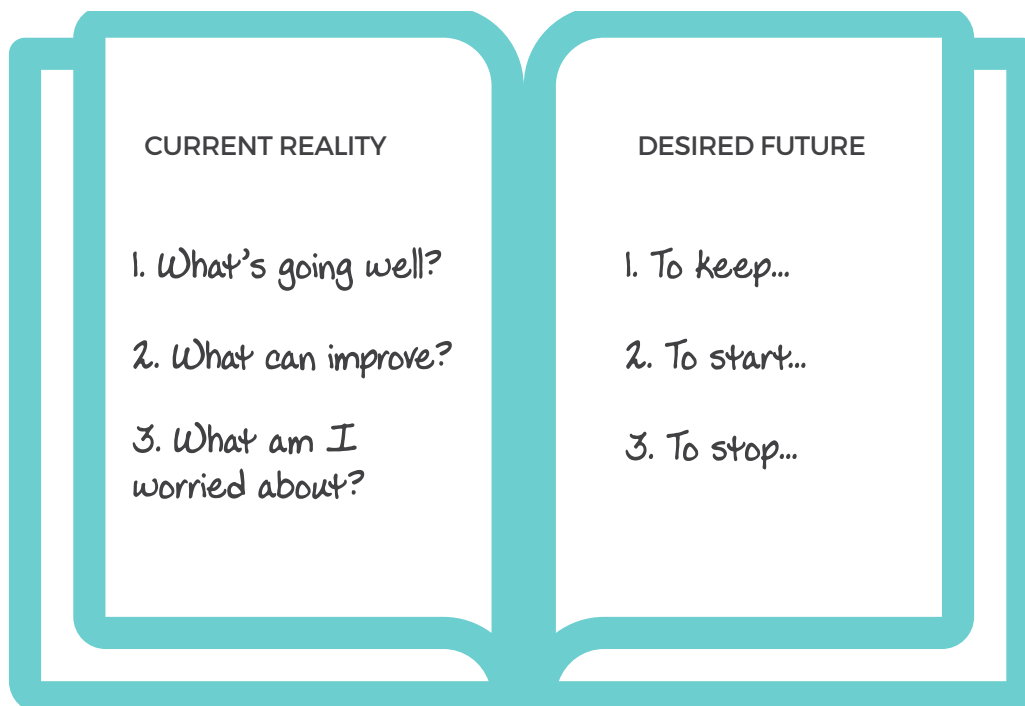 CURRENT REALITY
1. What's going well?
2. What can improve?
3. What am I
worried about?
DESIRED FUTURE
1. To keep...
2. To start...
3. To stop...